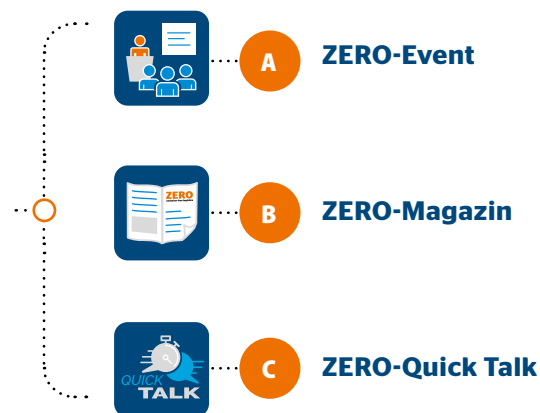 A
ZERO-Event
ZERO
B
ZERO-Magazin
QUICK
TALK
C
ZERO-Quick Talk